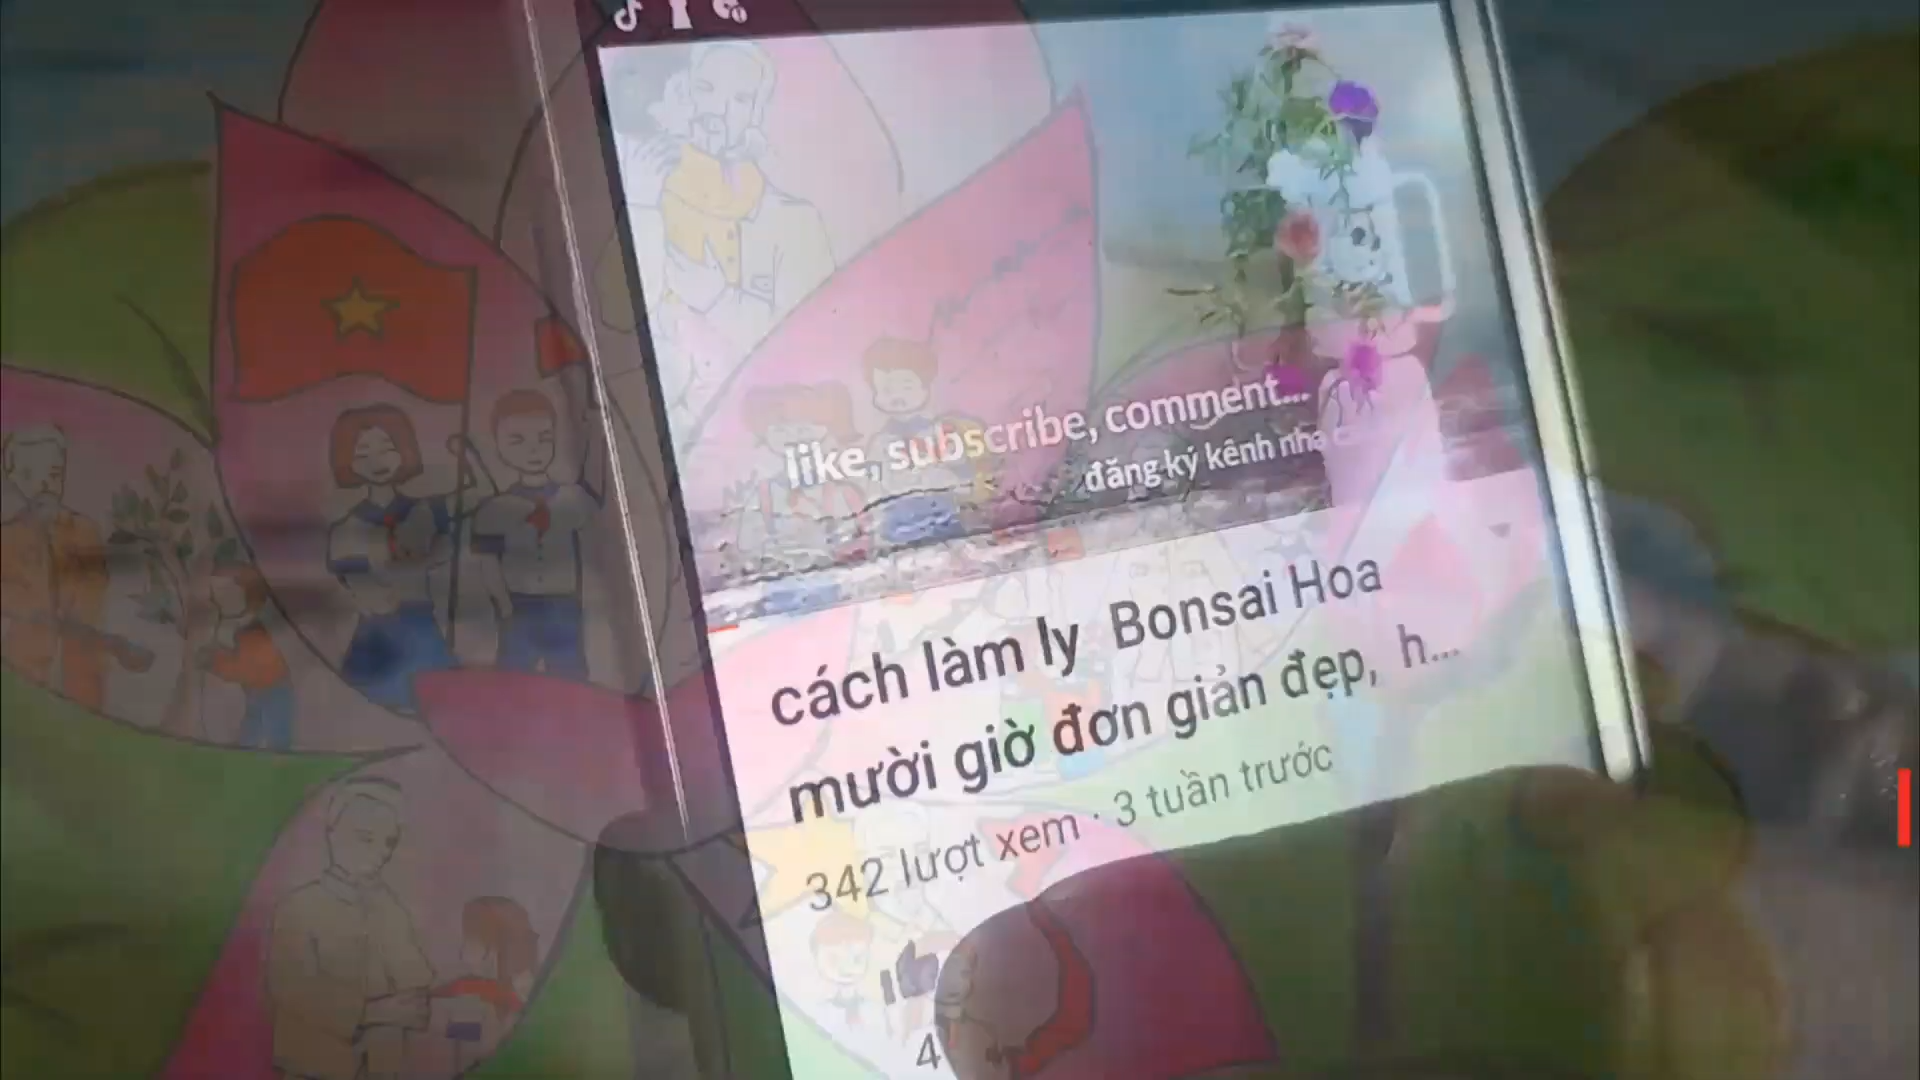 like, subscribe, comment...
đăng ký kênh nha
cách làm ly Bonsai Hoa
mười giờ đơn giản đẹp, h...
342 lượt xem · 3 tuần trước
4